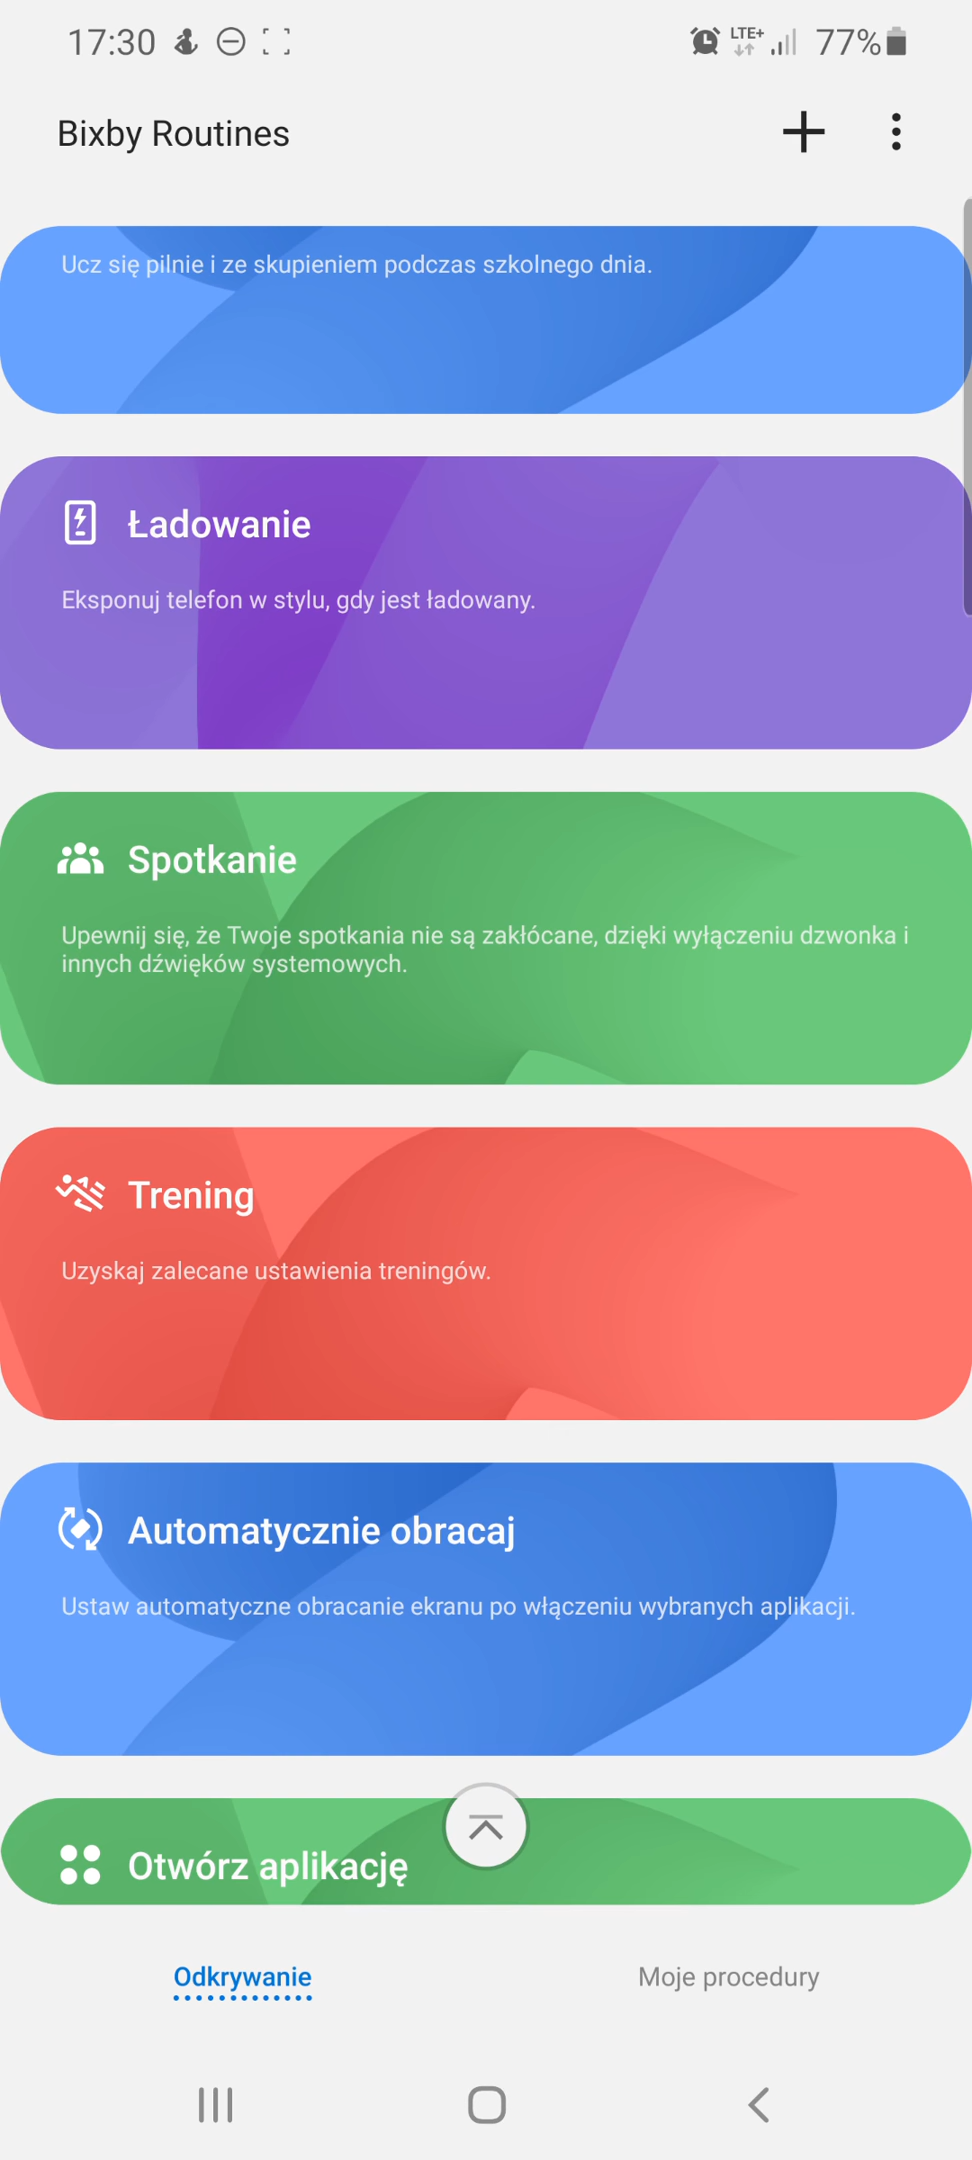 17:30
LTE+
77%
Bixby Routines
Ucz się pilnie i ze skupieniem podczas szkolnego dnia.
Ładowanie
Eksponuj telefon w stylu, gdy jest ładowany.
Spotkanie
Upewnij się, że Twoje spotkania nie są zakłócane, dzięki wyłączeniu dzwonka i
innych dźwięków systemowych.
Trening
Uzyskaj zalecane ustawienia treningów.
Automatycznie obracaj
Ustaw automatyczne obracanie ekranu po włączeniu wybranych aplikacji.
Otwórz aplikację
Odkrywanie
Moje procedury